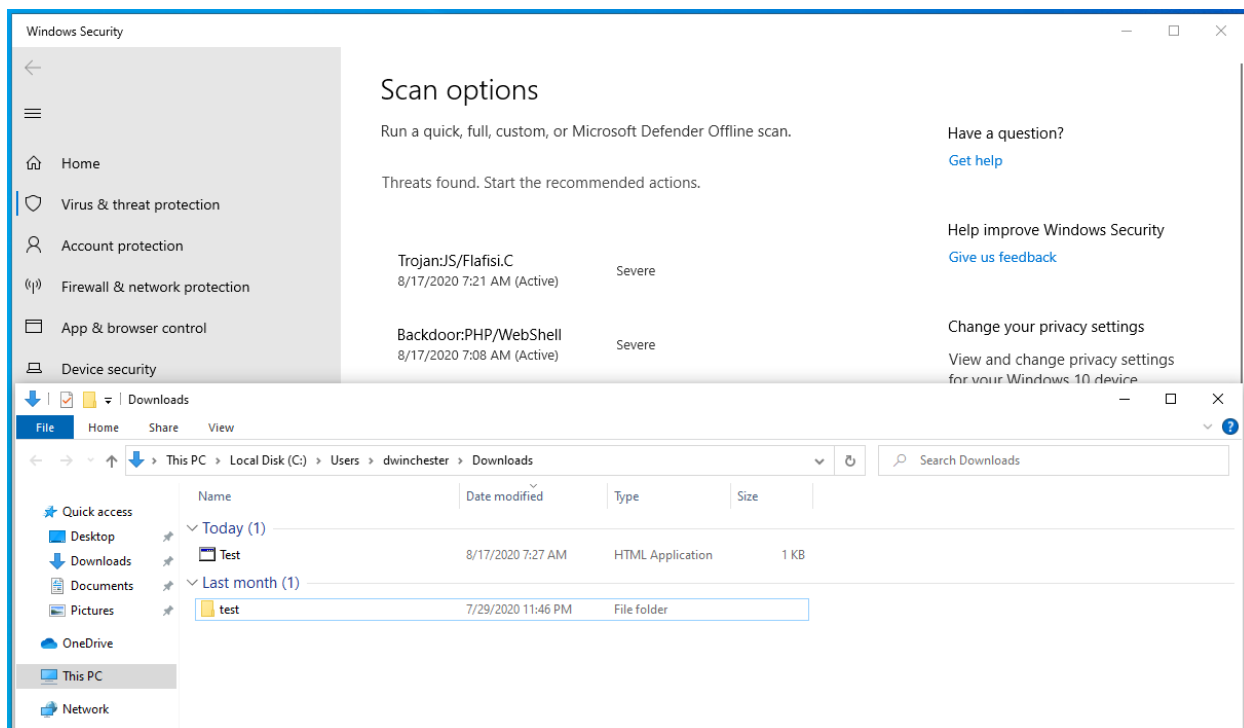 Windows Security
Scan options
Run a quick, full, custom, or Microsoft Defender Offline scan.
Threats found. Start the recommended actions.
Trojan:JS/Flafisi.C
8/17/2020 7:21 AM (Active)
Severe
Backdoor:PHP/WebShell
8/17/2020 7:08 AM (Active)
Severe
Home
Virus & threat protection
Account protection
Firewall & network protection
App & browser control
Device security
Have a question?
Get help
Help improve Windows Security
Give us feedback
Change your privacy settings
View and change privacy settings
for your Windows 10 device
Downloads
File Home Share View
This PC Local Disk (C:) Users dwinchester Downloads
Search Downloads
Quick access
Desktop
Downloads
Documents
Pictures
OneDrive
This PC
Network
Name Date modified Type Size
Today (1)
Test 8/17/2020 7:27 AM HTML Application 1 KB
Last month (1)
test 7/29/2020 11:46 PM File folder